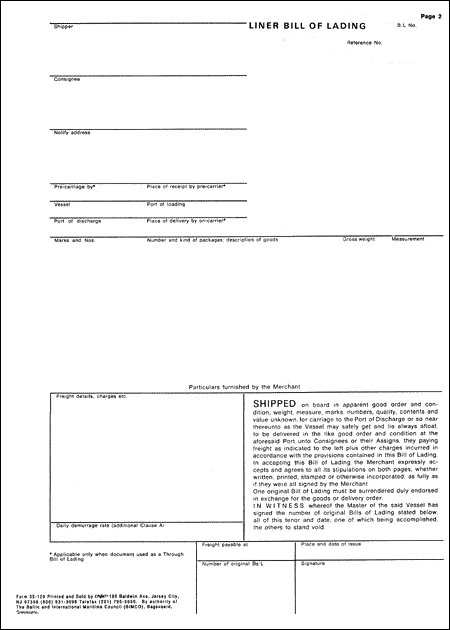 Page 2
Shipper
LINER BILL OF LADING
B.L. No.
Reference No.
Consignee
Notify address
Pre-carriage by*
Place of receipt by pre-carrier*
Vessel
Port of loading
Port of discharge
Place of delivery by on-carrier*
Marks and Nos.
Number and kind of packages; description of goods
Gross weight
Measurement
Particulars furnished by the Merchant
Freight details, charges etc.
SHIPPED on board in apparent good order and con-
dition, weight, measure, marks, numbers, quality, contents and
value unknown, for carriage to the Port of Discharge or so near
thereunto as the Vessel may safely get and lie always afloat,
to be delivered in the like good order and condition at the
aforesaid Port unto Consignees or their Assigns, they paying
freight as indicated to the left plus other charges incurred in
accordance with the provisions contained in this Bill of Lading.
In accepting this Bill of Lading the Merchant expressly ac-
cepts and agrees to all its stipulations on both pages, whether
written, printed, stamped or otherwise incorporated, as fully as
if they were all signed by the Merchant.
One original Bill of Lading must be surrendered duly endorsed
in exchange for the goods or delivery order.
IN WITNESS whereof the Master of the said Vessel has
signed the number of original Bills of Lading stated below,
all of this tenor and date, one of which being accomplished,
the others to stand void.
Daily demurrage rate (additional Clause A)
Freight payable at
Place and date of issue
* Applicable only when document used as a Through
Bill of Lading
Number of original Bs/L
Signature
Form 35-120 Printed and Sold by 190 Baldwin Ave, Jersey City,
NJ 07306 (800) 631-3098 Telefax (201) 795-5655. By authority of
The Baltic and International Maritime Council (BIMCO),